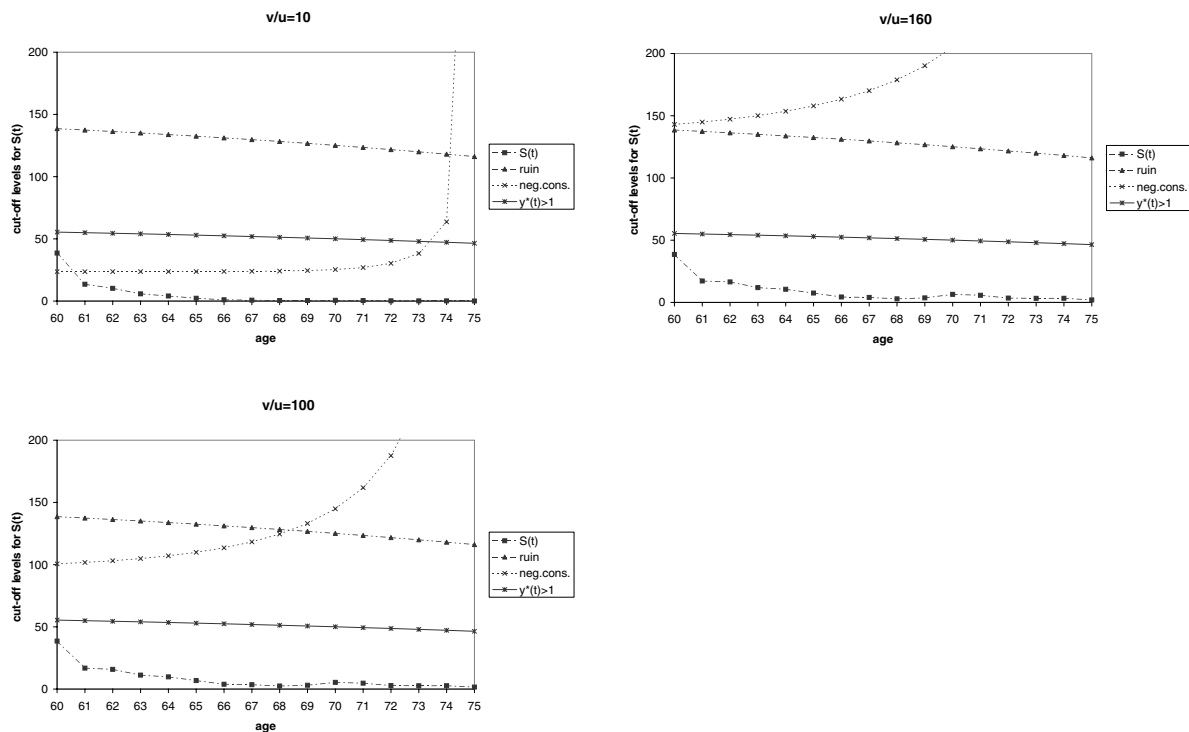 v/u=10
200
150
100
50
0
cut-off levels for S(t)
60 61 62 63 64 65 66 67 68 69 70 71 72 73 74 75
age
S(t)
ruin
neg.cons.
y*(t)>1
v/u=160
200
150
100
50
0
cut-off levels for S(t)
60 61 62 63 64 65 66 67 68 69 70 71 72 73 74 75
age
S(t)
ruin
neg.cons.
y*(t)>1
v/u=100
200
150
100
50
0
cut-off levels for S(t)
60 61 62 63 64 65 66 67 68 69 70 71 72 73 74 75
age
S(t)
ruin
neg.cons.
y*(t)>1